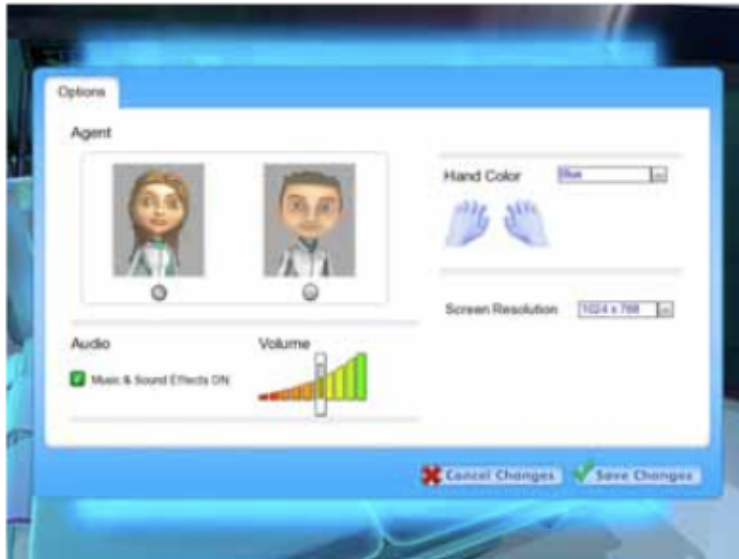 Options
Agent
Hand Color
Blue
Screen Resolution
1024 x 768
Audio
Volume
Music & Sound Effects ON
Cancel Changes
Save Changes